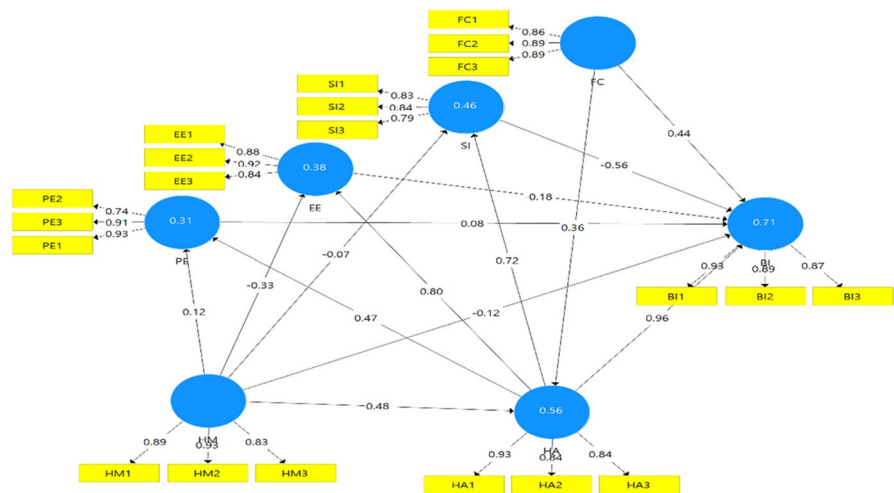 FC1
0.86
FC2
0.89
FC3
0.89
FC
SI1
0.83
SI2
0.84
SI3
0.79
0.46
SI
0.44
EE1
0.88
EE2
0.92
EE3
0.84
0.38
EE
-0.56
0.18
PE2
0.74
PE3
0.91
PE1
0.93
0.31
PE
0.08
0.36
0.71
BI
-0.07
0.72
0.93
0.89
0.87
BI1
BI2
BI3
-0.33
0.80
0.12
-0.12
0.47
0.96
0.48
HM
0.56
HA
0.89
0.93
0.83
HM1
HM2
HM3
0.93
0.84
0.84
HA1
HA2
HA3